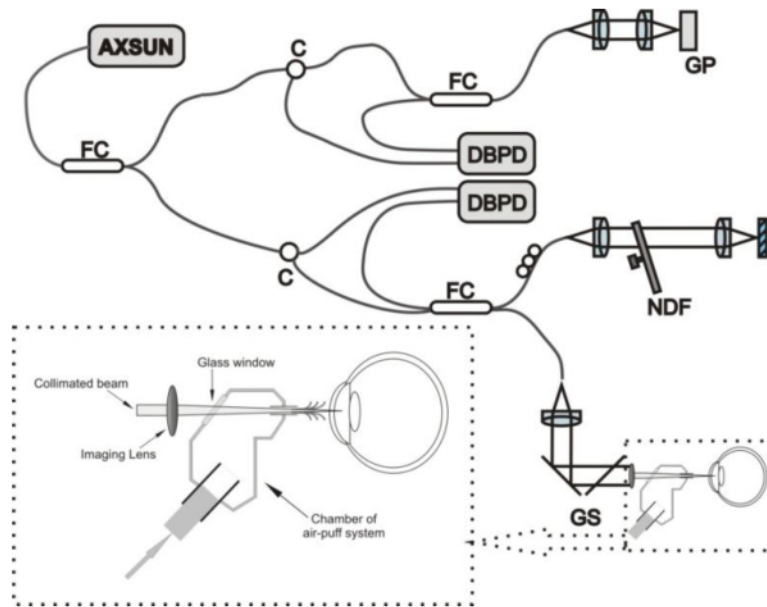 AXSUN
C
FC
GP
FC
DBPD
DBPD
C
FC
NDF
Glass window
Collimated beam
Imaging Lens
Chamber of
air-puff system
GS